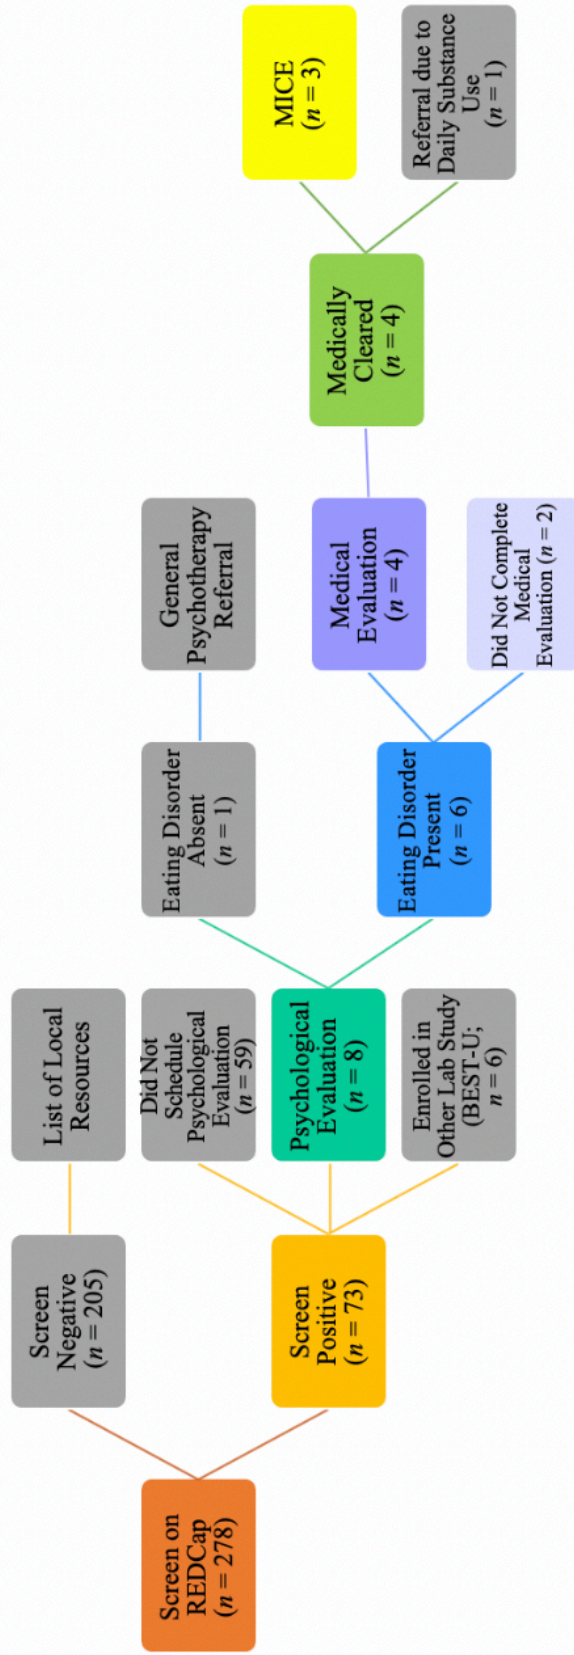 Screen on
REDCap
(n = 278)
Screen
Negative
(n = 205)
Screen
Positive
(n = 73)
List of Local
Resources
Did Not
Schedule
Psychological
Evaluation
(n = 59)
Psychological
Evaluation
(n = 8)
Enrolled in
Other Lab Study
(BEST-U;
n = 6)
Eating Disorder
Absent
(n = 1)
Eating Disorder
Present
(n = 6)
General
Psychotherapy
Referral
Medical
Evaluation
(n = 4)
Did Not Complete
Medical
Evaluation (n = 2)
Medically
Cleared
(n = 4)
MICE
(n = 3)
Referral due to
Daily Substance
Use
(n = 1)